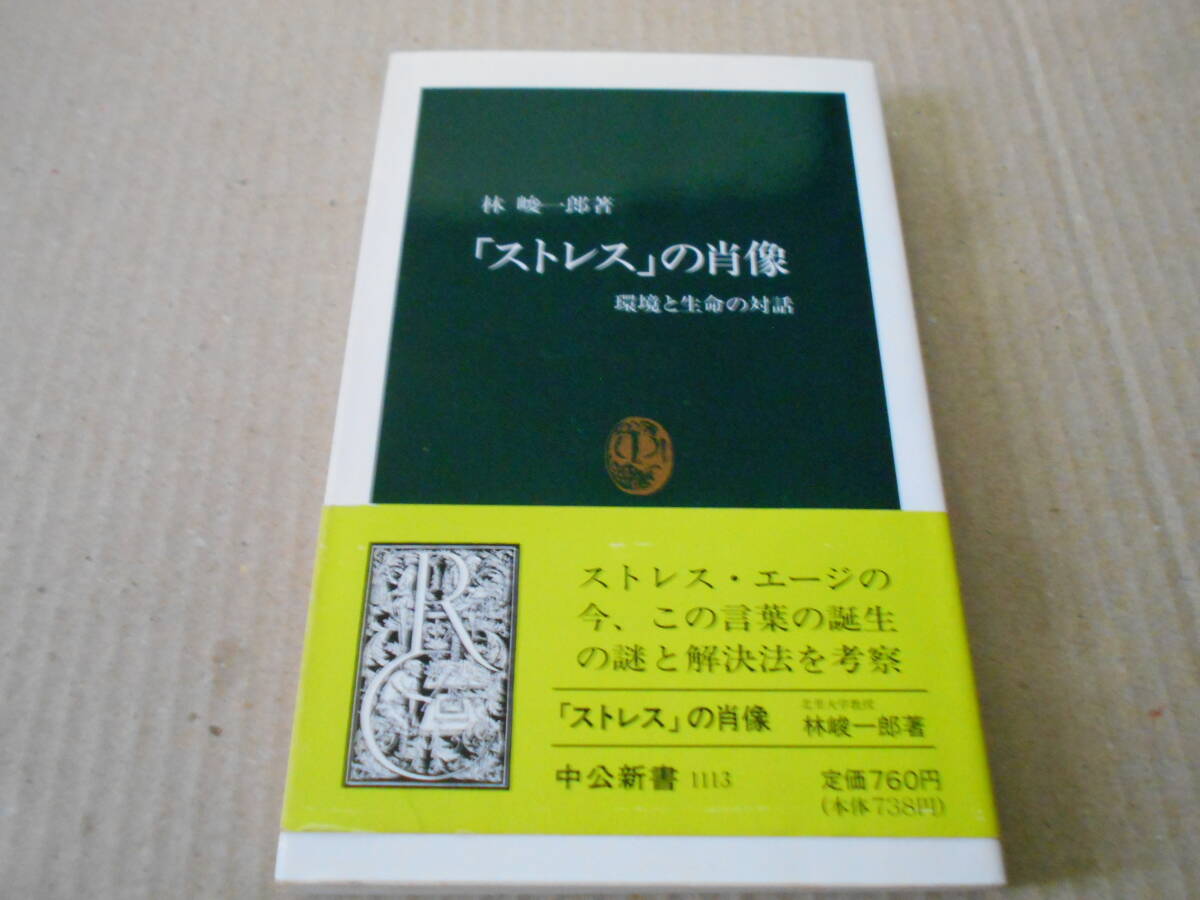 林 峻一郎著
「ストレス」の肖像
環境と生命の対話
ストレス・エージの
今、この言葉の誕生
の謎と解決法を考察
「ストレス」の肖像
北里大学教授
林峻一郎著
中公新書 1113
定価760円
(本体738円)